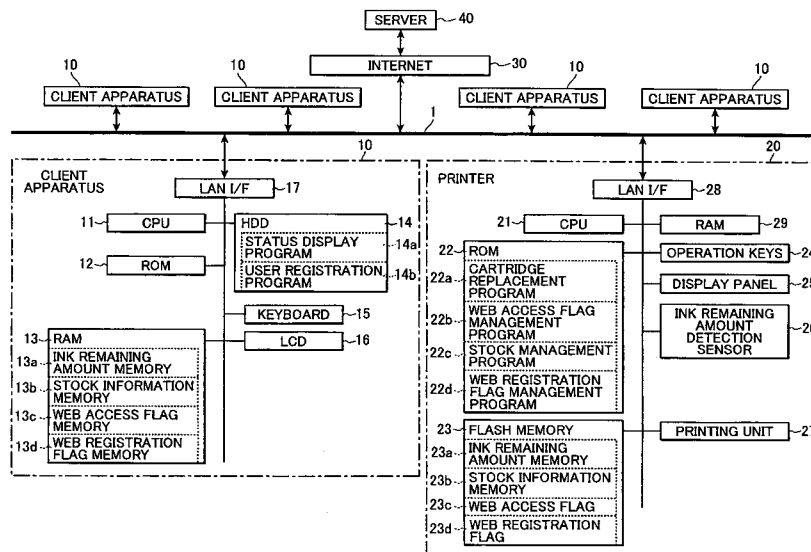 SERVER 40
INTERNET 30
10 10 10 10
CLIENT APPARATUS CLIENT APPARATUS CLIENT APPARATUS CLIENT APPARATUS
1
10
CLIENT
APPARATUS
LAN I/F 17
11 CPU
12 ROM
HDD 14
STATUS DISPLAY
PROGRAM 14a
USER REGISTRATION
PROGRAM 14b
KEYBOARD 15
LCD 16
13 RAM
13a INK REMAINING
AMOUNT MEMORY
13b STOCK INFORMATION
MEMORY
13c WEB ACCESS FLAG
MEMORY
13d WEB REGISTRATION
FLAG MEMORY
20
PRINTER
LAN I/F 28
21 CPU
RAM 29
22 ROM
22a CARTRIDGE
REPLACEMENT
PROGRAM
22b WEB ACCESS FLAG
MANAGEMENT
PROGRAM
22c STOCK MANAGEMENT
PROGRAM
22d WEB REGISTRATION
FLAG MANAGEMENT
PROGRAM
OPERATION KEYS 24
DISPLAY PANEL 25
INK REMAINING
AMOUNT
DETECTION
SENSOR 26
23 FLASH MEMORY
23a INK REMAINING
AMOUNT MEMORY
23b STOCK INFORMATION
MEMORY
23c WEB ACCESS FLAG
23d WEB REGISTRATION
FLAG
PRINTING UNIT 27